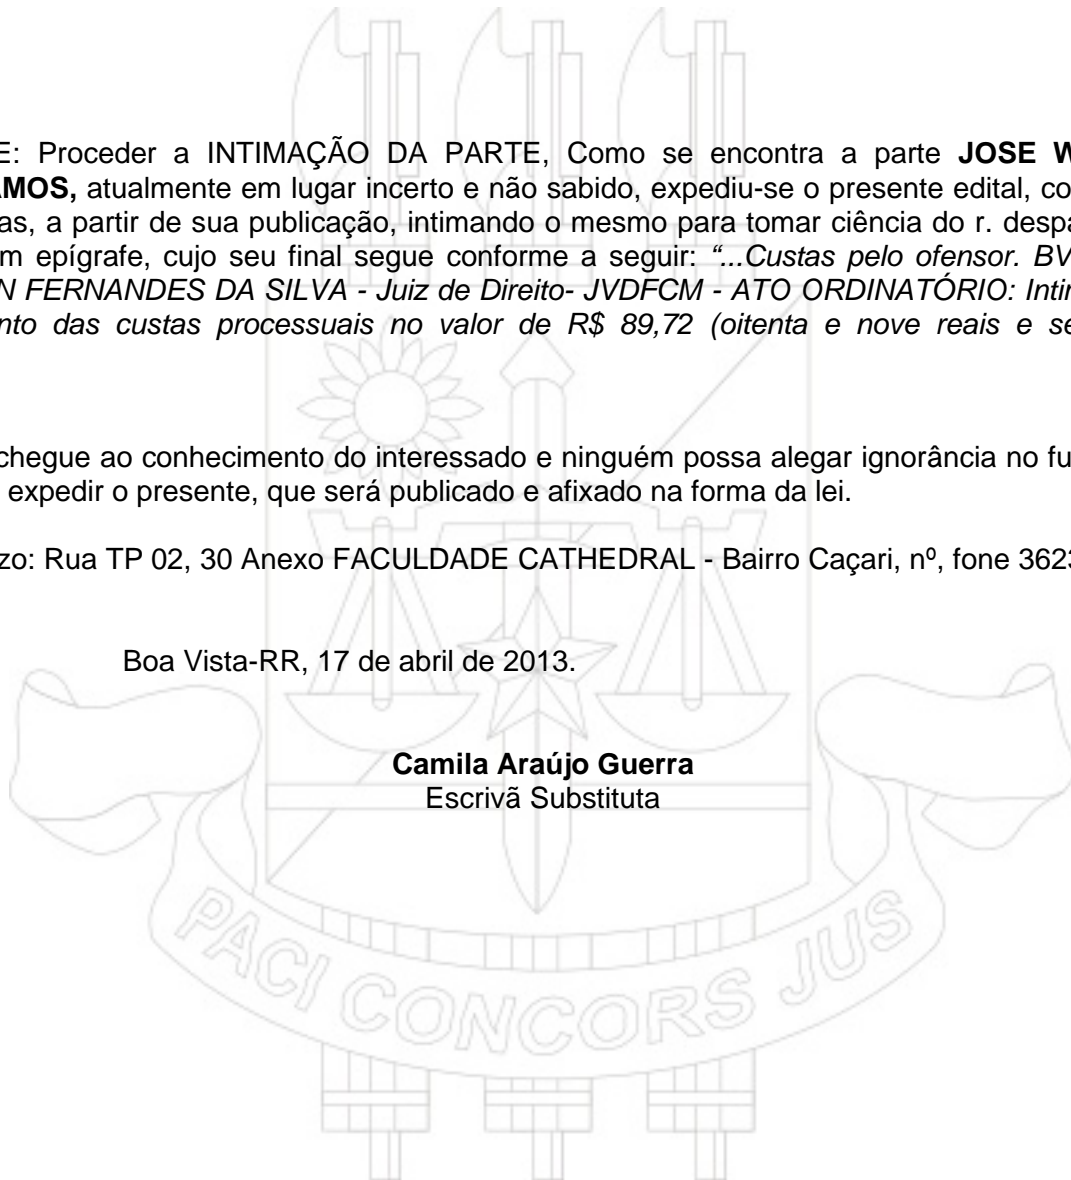 E: Proceder a INTIMAÇÃO DA PARTE, Como se encontra a parte JOSE W
AMOS, atualmente em lugar incerto e não sabido, expediu-se o presente edital, co
as, a partir de sua publicação, intimando o mesmo para tomar ciência do r. despa
m epígrafe, cujo seu final segue conforme a seguir: “...Custas pelo ofensor. BV
N FERNANDES DA SILVA - Juiz de Direito- JVDFCM - ATO ORDINATÓRIO: Intir
nto das custas processuais no valor de R$ 89,72 (oitenta e nove reais e se
chegue ao conhecimento do interessado e ninguém possa alegar ignorância no fu
expedir o presente, que será publicado e afixado na forma da lei.
zo: Rua TP 02, 30 Anexo FACULDADE CATHEDRAL - Bairro Caçari, nº, fone 3623
Boa Vista-RR, 17 de abril de 2013.
Camila Araújo Guerra
Escrivã Substituta
PACI CONCORS JUS